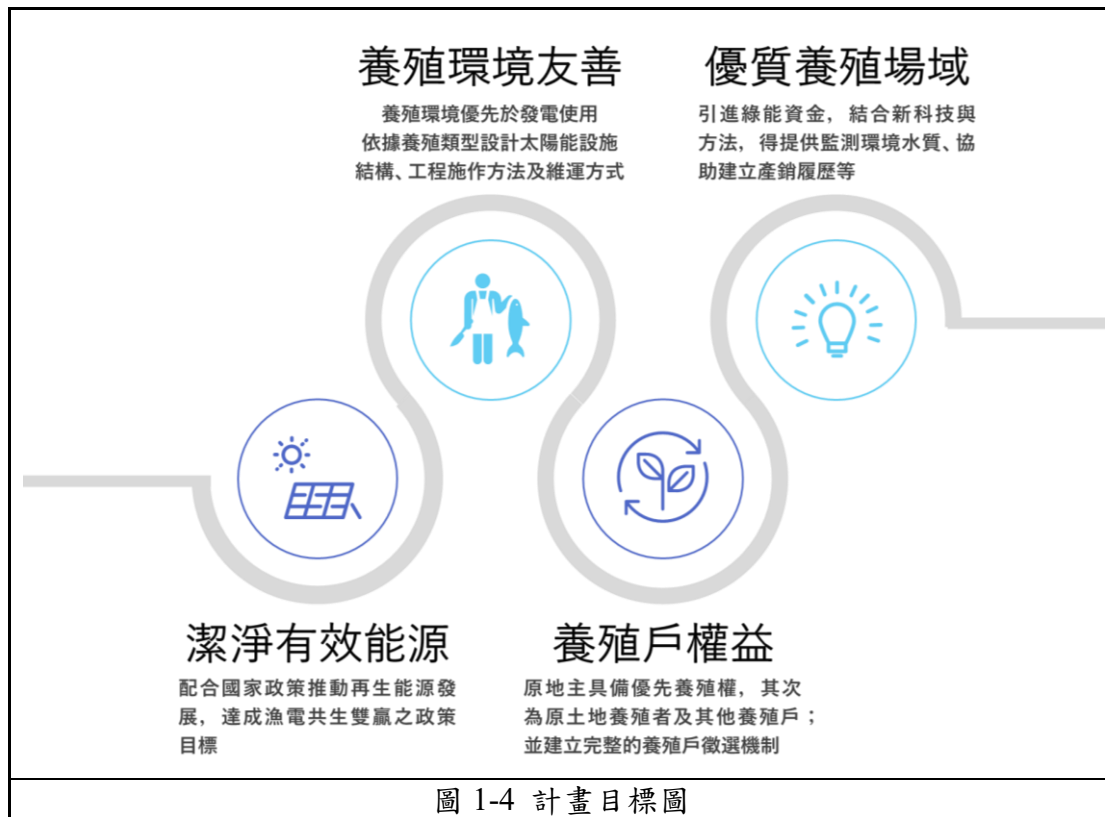 養殖環境友善
養殖環境優先於發電使用
依據養殖類型設計太陽能設施
結構、工程施作方法及維運方式
優質養殖場域
引進綠能資金，結合新科技與
方法，得提供監測環境水質、協
助建立產銷履歷等
潔淨有效能源
配合國家政策推動再生能源發
展，達成漁電共生雙贏之政策
目標
養殖戶權益
原地主具備優先養殖權，其次
為原土地養殖者及其他養殖戶；
並建立完整的養殖戶徵選機制
圖 1-4 計畫目標圖